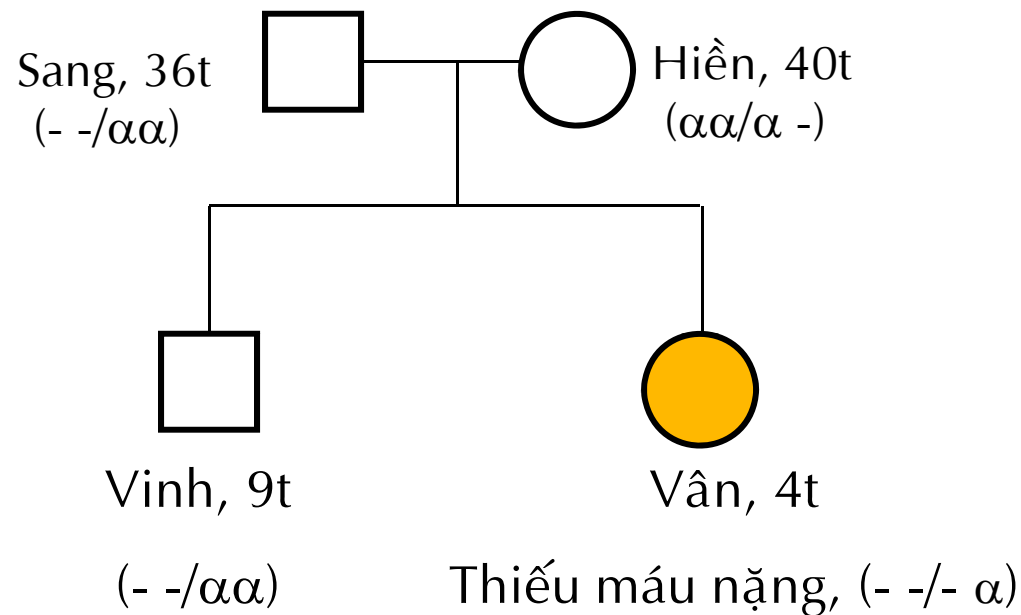 Sang, 36t
(- -/αα)
Hiền, 40t
(αα/α -)
Vinh, 9t
(- -/αα)
Vân, 4t
Thiếu máu nặng, (- -/- α)